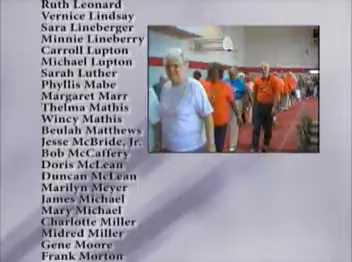 Ruth Leonard
Vernice Lindsay
Sara Lineberger
Minnie Lineberry
Carroll Lupton
Michael Lupton
Sarah Luther
Phyllis Mabe
Margaret Marr
Thelma Mathis
Wincy Mathis
Beulah Matthews
Jesse McBride, Jr.
Bob McCaffery
Doris McLean
Duncan McLean
Marilyn Meyer
James Michael
Mary Michael
Charlotte Miller
Midred Miller
Gene Moore
Frank Morton